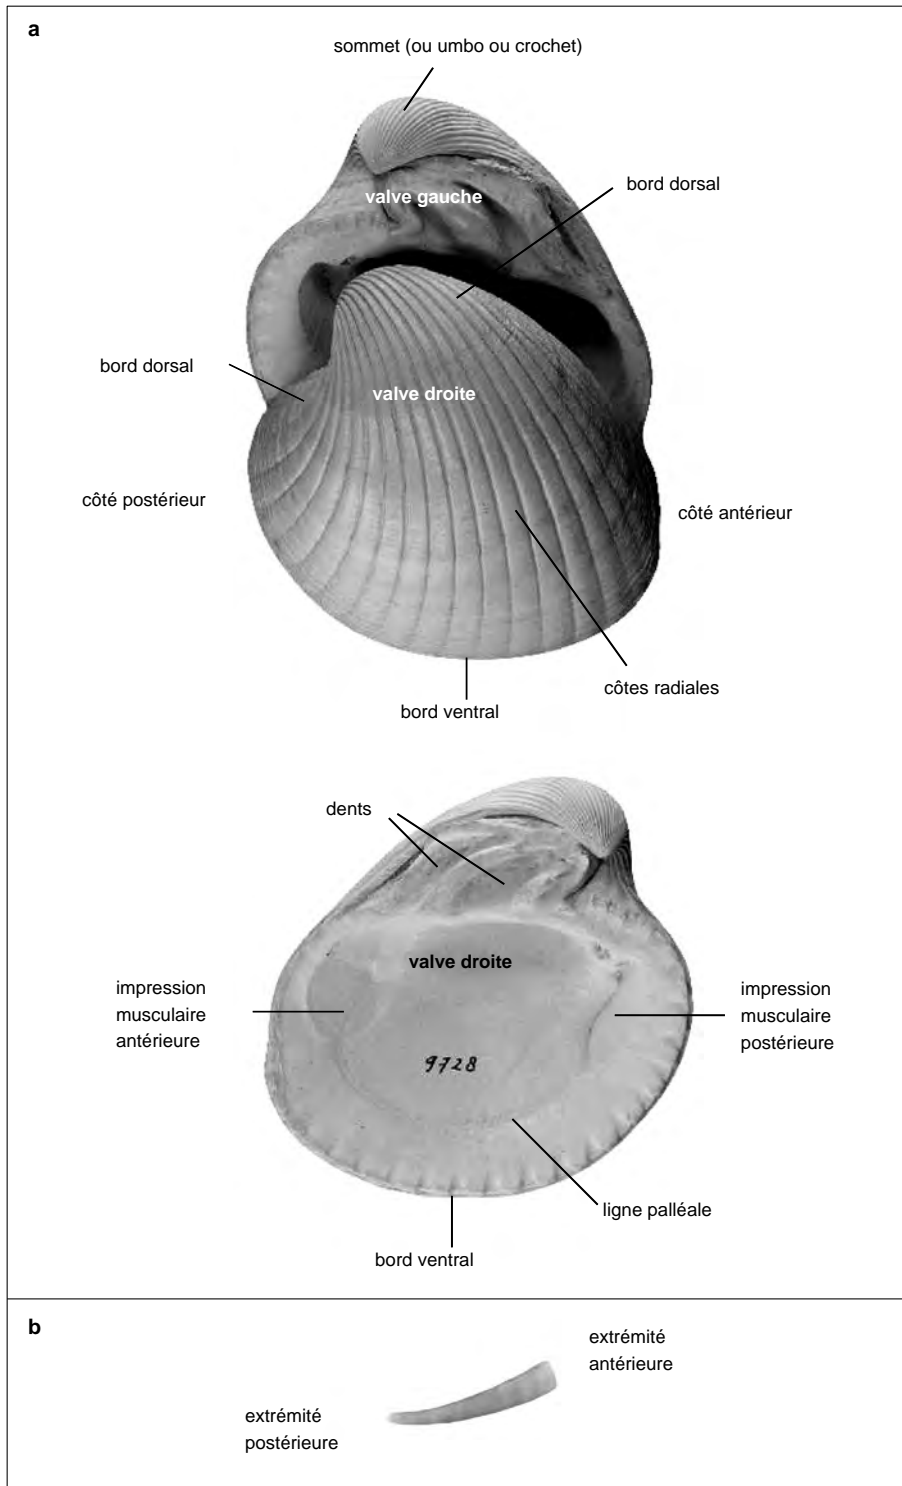 a
sommet (ou umbo ou crochet)
valve gauche
bord dorsal
bord dorsal
valve droite
côté postérieur
côté antérieur
côtes radiales
bord ventral
dents
valve droite
impression
musculaire
antérieure
impression
musculaire
postérieure
9728
ligne palléale
bord ventral
b
extrémité
antérieure
extrémité
postérieure